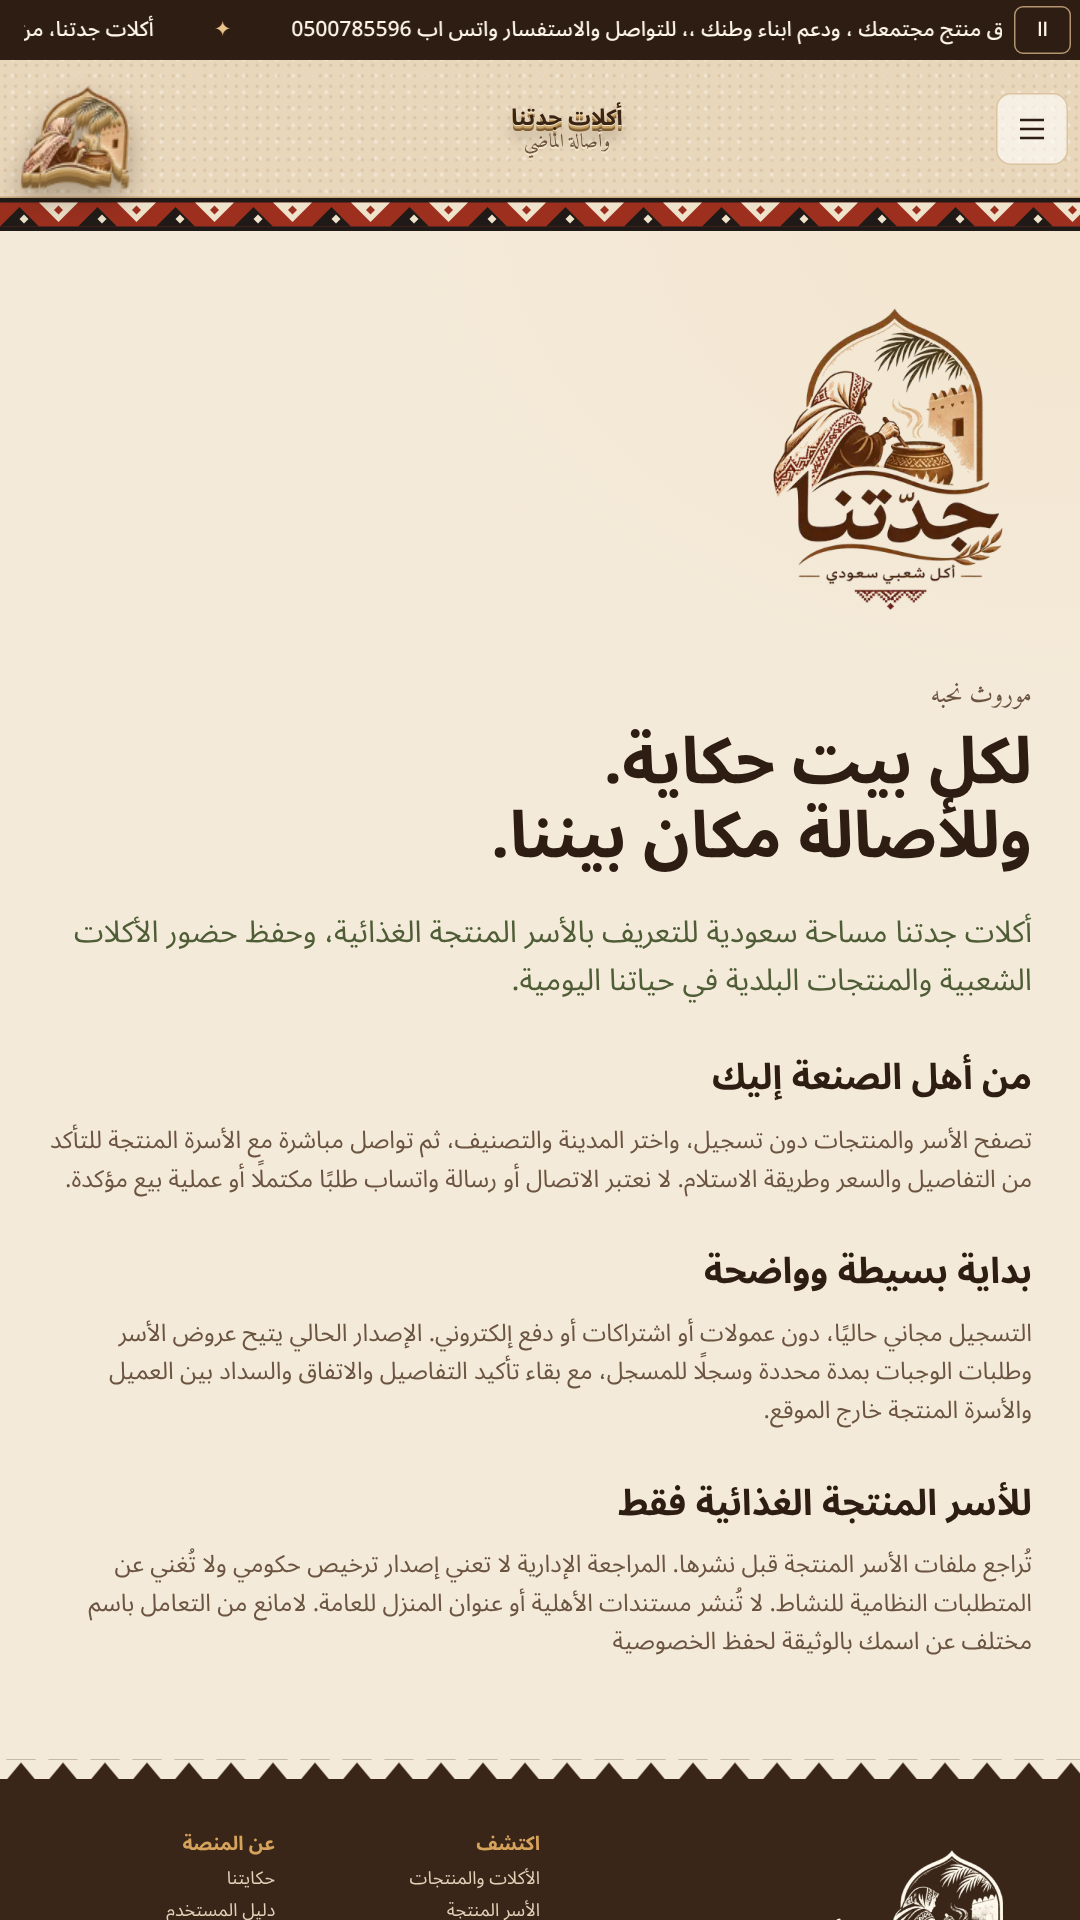 ق منتج مجتمعك ، ودعم ابناء وطنك ،، للتواصل والاستفسار واتس اب 0500785596 ✦ أكلات جدتنا،
أكلات جدتنا
وأصالة الماضي
جدّتنا
أكل شعبي سعودي
موروث نحبه
لكل بيت حكاية.
وللأصالة مكان بيننا.
أكلات جدتنا مساحة سعودية للتعريف بالأسر المنتجة الغذائية، وحفظ حضور الأكلات
الشعبية والمنتجات البلدية في حياتنا اليومية.
من أهل الصنعة إليك
تصفح الأسر والمنتجات دون تسجيل، واختر المدينة والتصنيف، ثم تواصل مباشرة مع الأسرة المنتجة للتأكد
من التفاصيل والسعر وطريقة الاستلام. لا نعتبر الاتصال أو رسالة واتساب طلبًا مكتملًا أو عملية بيع مؤكدة.
بداية بسيطة وواضحة
التسجيل مجاني حاليًا، دون عمولات أو اشتراكات أو دفع إلكتروني. الإصدار الحالي يتيح عروض الأسر
وطلبات الوجبات بمدة محددة وسجلًا للمسجل، مع بقاء تأكيد التفاصيل والاتفاق والسداد بين العميل
والأسرة المنتجة خارج الموقع.
للأسر المنتجة الغذائية فقط
تُراجع ملفات الأسر المنتجة قبل نشرها. المراجعة الإدارية لا تعني إصدار ترخيص حكومي ولا تُغني عن
المتطلبات النظامية للنشاط. لا تُنشر مستندات الأهلية أو عنوان المنزل للعامة. لامانع من التعامل باسم
مختلف عن اسمك بالوثيقة لحفظ الخصوصية
اكتشف
الأكلات والمنتجات
الأسر المنتجة
عن المنصة
حكايتنا
دليل المستخدم